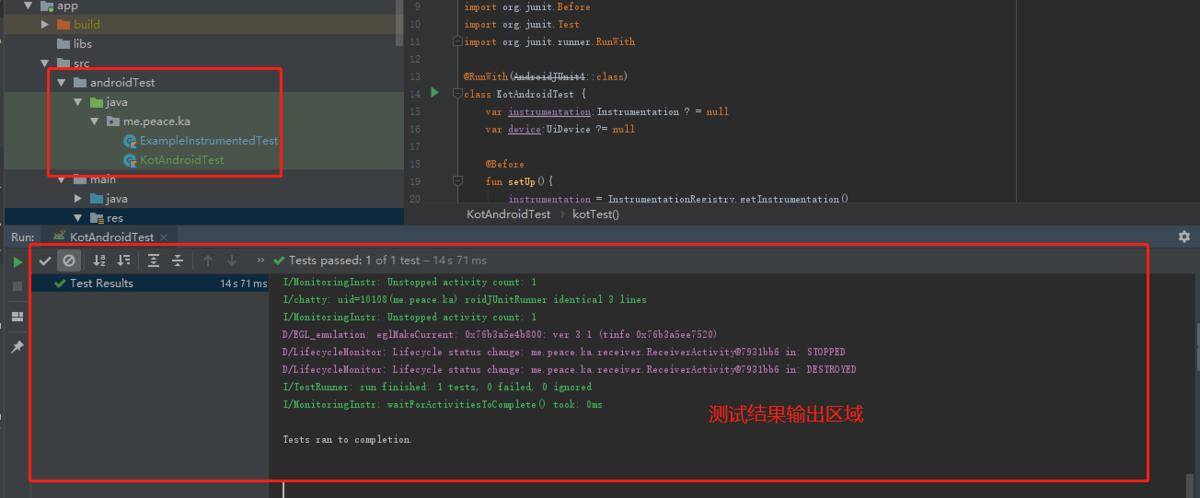 app
build
libs
src
androidTest
java
me.peace.ka
ExampleInstrumentedTest
KotAndroidTest
main
java
res
9 import org.junit.Before
10 import org.junit.Test
11 import org.junit.runner.RunWith
12
13 @RunWith(AndroidJUnit4::class)
14 class KotAndroidTest {
15 var instrumentation:Instrumentation ? = null
16 var device:UiDevice ?= null
17
18 @Before
19 fun setUp(){
20 instrumentation = InstrumentationRegistry.getInstrumentation()
KotAndroidTest > kotTest()
Run: KotAndroidTest ×
» Tests passed: 1 of 1 test – 14 s 71 ms
Test Results 14 s 71 ms
I/MonitoringInstr: Unstopped activity count: 1
I/chatty: uid=10108(me.peace.ka) roidJUnitRunner identical 3 lines
I/MonitoringInstr: Unstopped activity count: 1
D/EGL_emulation: eglMakeCurrent: 0x76b3a5e4b800: ver 3 1 (tinfo 0x76b3a5ee7520)
D/LifecycleMonitor: Lifecycle status change: me.peace.ka.receiver.ReceiverActivity@7931bb6 in: STOPPED
D/LifecycleMonitor: Lifecycle status change: me.peace.ka.receiver.ReceiverActivity@7931bb6 in: DESTROYED
I/TestRunner: run finished: 1 tests, 0 failed, 0 ignored
I/MonitoringInstr: waitForActivitiesToComplete() took: 0ms
测试结果输出区域
Tests ran to completion.